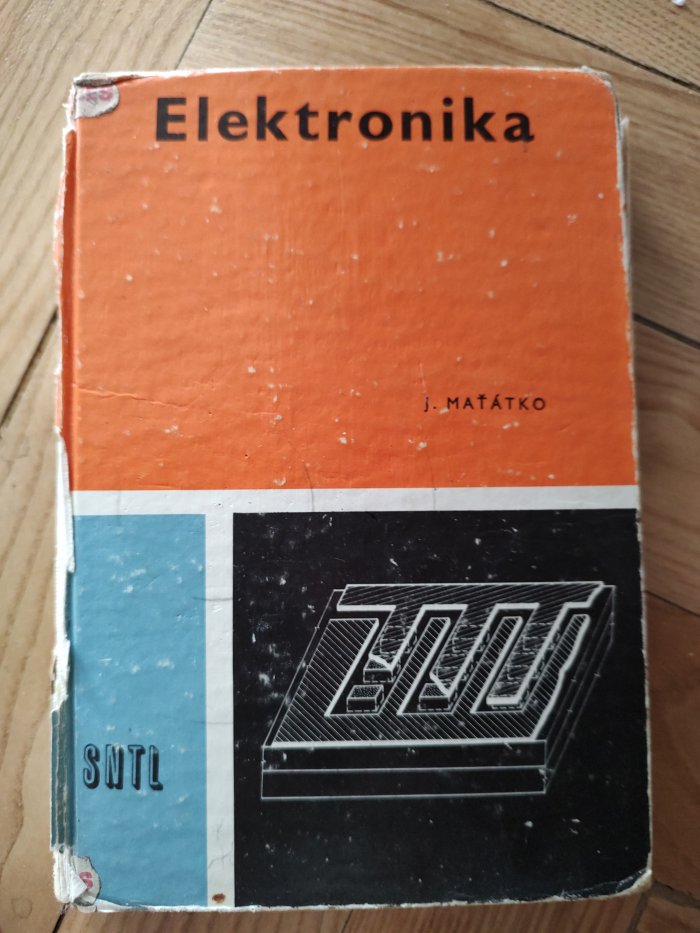 Elektronika
J. MAŤÁTKO
SNTL